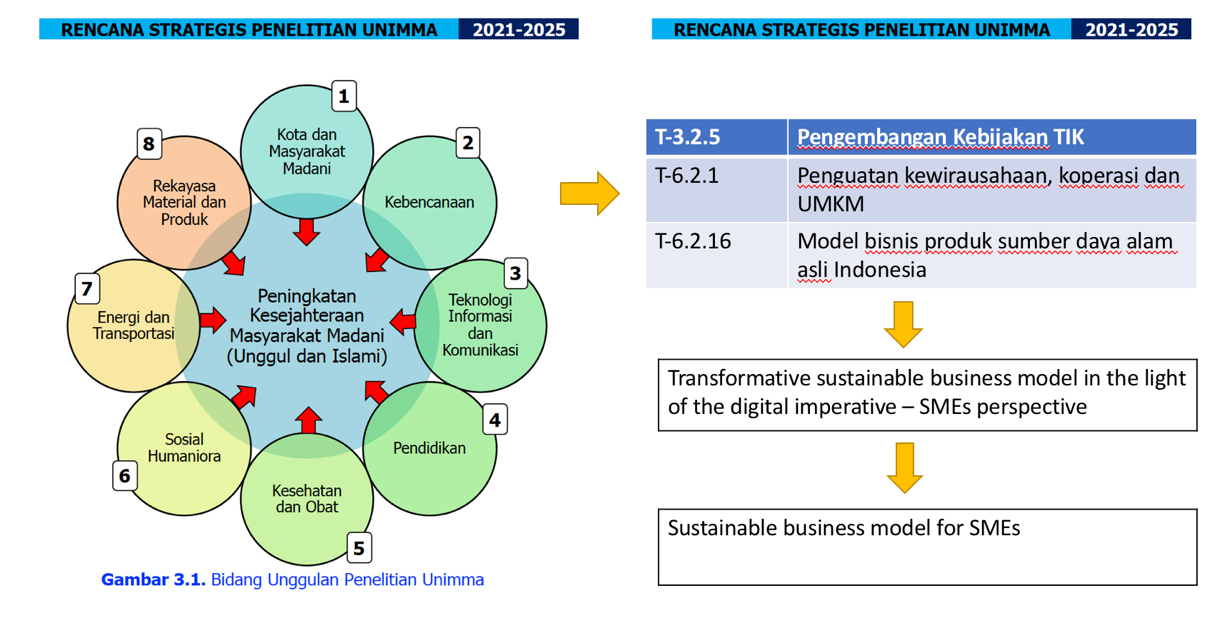 RENCANA STRATEGIS PENELITIAN UNIMMA 2021-2025
1
Kota dan
Masyarakat
Madani
2
Kebencanaan
3
Teknologi
Informasi
dan
Komunikasi
4
Pendidikan
5
Kesehatan
dan Obat
6
Sosial
Humaniora
7
Energi dan
Transportasi
8
Rekayasa
Material dan
Produk
Peningkatan
Kesejahteraan
Masyarakat Madani
(Unggul dan Islami)
Gambar 3.1. Bidang Unggulan Penelitian Unimma
RENCANA STRATEGIS PENELITIAN UNIMMA 2021-2025
T-3.2.5 Pengembangan Kebijakan TIK
T-6.2.1 Penguatan kewirausahaan, koperasi dan
UMKM
T-6.2.16 Model bisnis produk sumber daya alam
asli Indonesia
Transformative sustainable business model in the light
of the digital imperative – SMEs perspective
Sustainable business model for SMEs